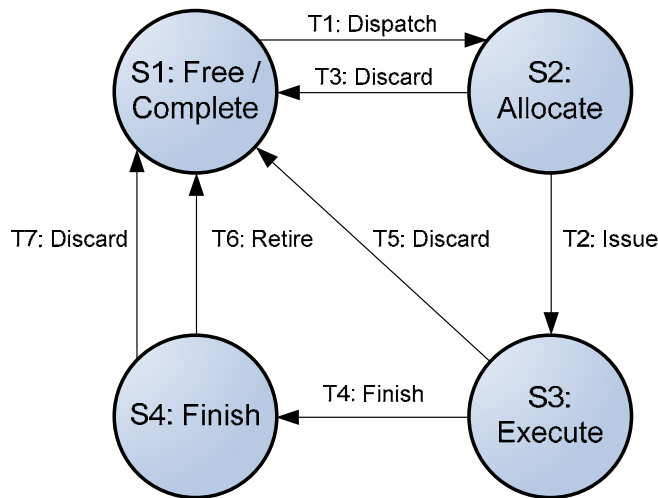 T1: Dispatch
S1: Free /
Complete
S2:
Allocate
T3: Discard
T7: Discard
T6: Retire
T5: Discard
T2: Issue
S4: Finish
T4: Finish
S3:
Execute